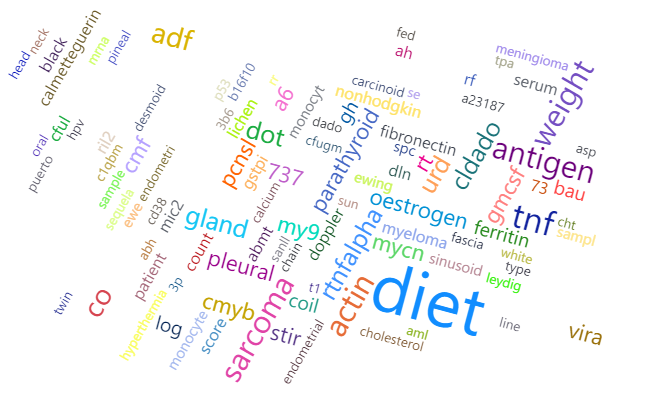 head
neck
black
calmetteguerin
mma
pineal
adf
fed
ah
meningioma
tpa
rf
serum
weight
carcinoid
se
nonhodgkin
a23187
p53
b16f10
rr
3b6
lichen
a6
monocyt
gh
dado
cfugm
fibronectin
spc
asp
oral
cful
hpv
puerto
ril2
c1qbm
cmf
desmoid
sample
endometri
sequela
ewe
cd38
mic2
dot
pcnsl
gstpi
737
parathyroid
dln
rt
urd
cldado
antigen
gmcsf
73
bau
ewing
sun
calcium
oestrogen
tnf
cht
sampl
ferritin
fascia
myeloma
mycn
white
type
leydig
sinusoid
gland
my9
doppler
abmt
sanll
chain
rtnfalpha
count
abh
patient
3p
pleural
sarcoma
t1
coil
actin
diet
line
vira
twin
co
hyperthermia
log
monocyte
cmyb
score
stir
endometrial
cholesterol
aml